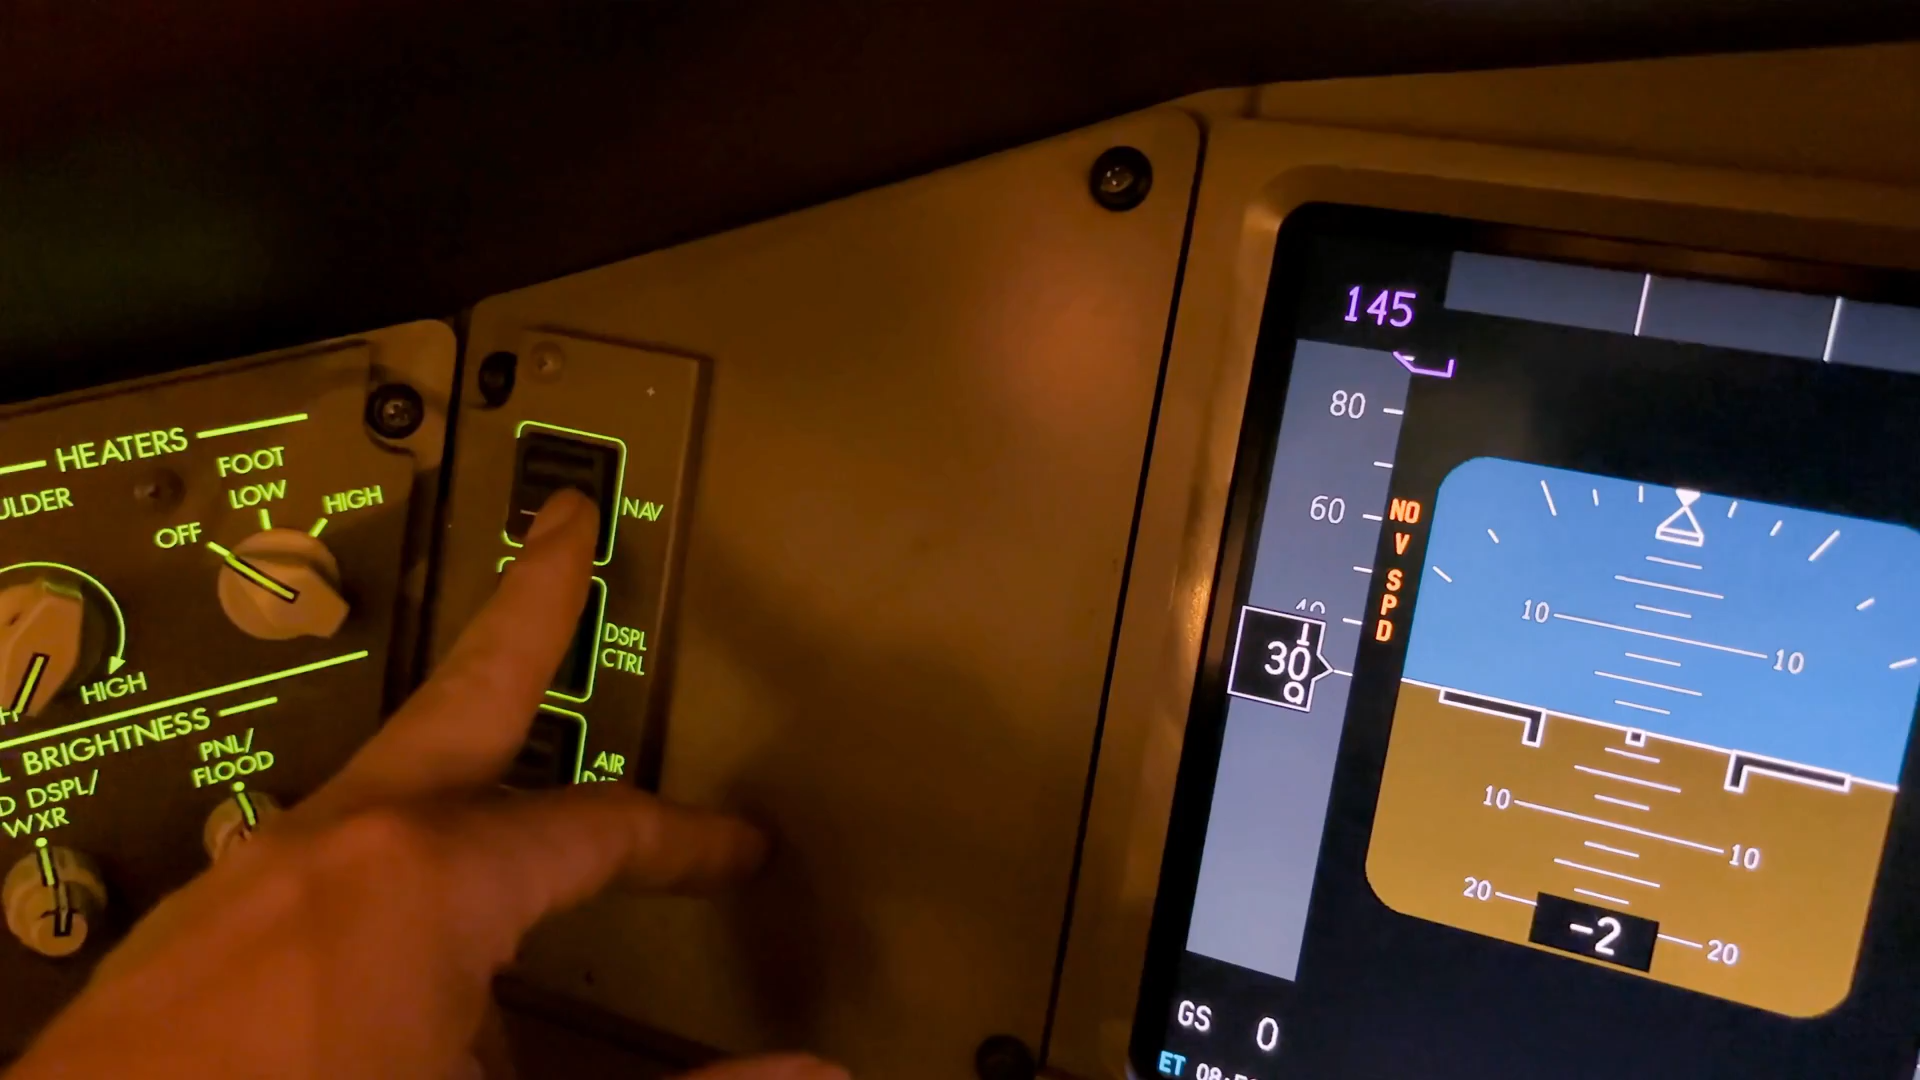 HEATERS
ULDER
FOOT
LOW
OFF
HIGH
HIGH
L BRIGHTNESS
D DSPL/
WXR
PNL/
FLOOD
NAV
DSPL
CTRL
AIR
145
80
60
30
NO
V
S
P
D
10
10
10
10
20
20
-2
GS 0
ET